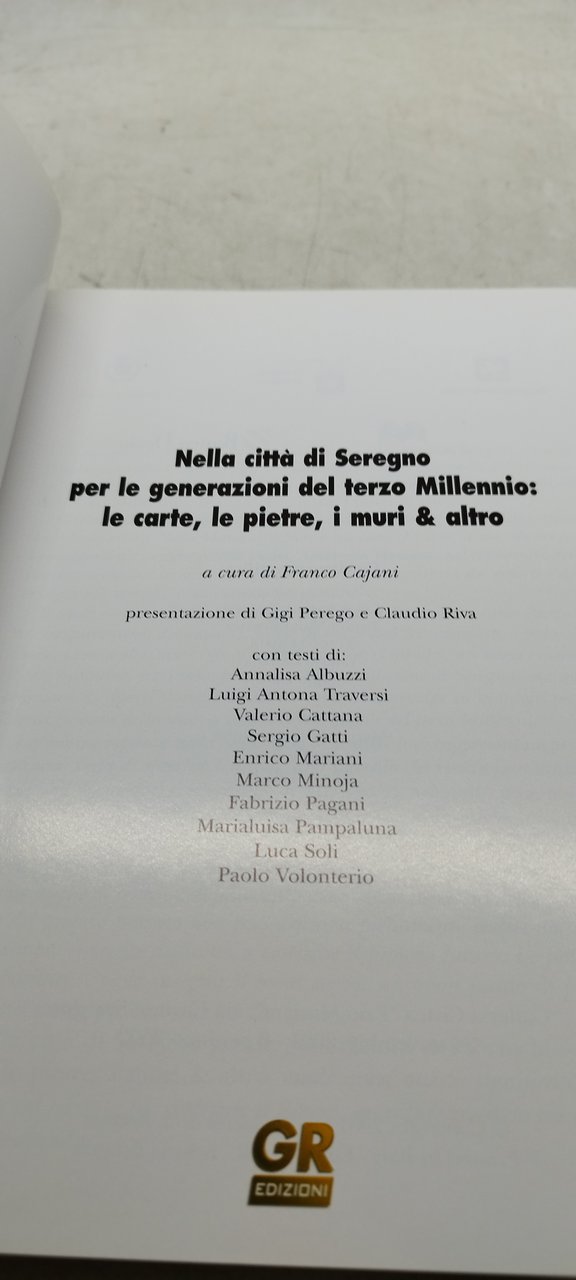 Nella città di Seregno
per le generazioni del terzo Millennio:
le carte, le pietre, i muri & altro
a cura di Franco Cajani
presentazione di Gigi Perego e Claudio Riva
con testi di:
Annalisa Albuzzi
Luigi Antona Traversi
Valerio Cattana
Sergio Gatti
Enrico Mariani
Marco Minoja
Fabrizio Pagani
Marialuisa Pampaluna
Luca Soli
Paolo Volonterio
GR
EDIZIONI